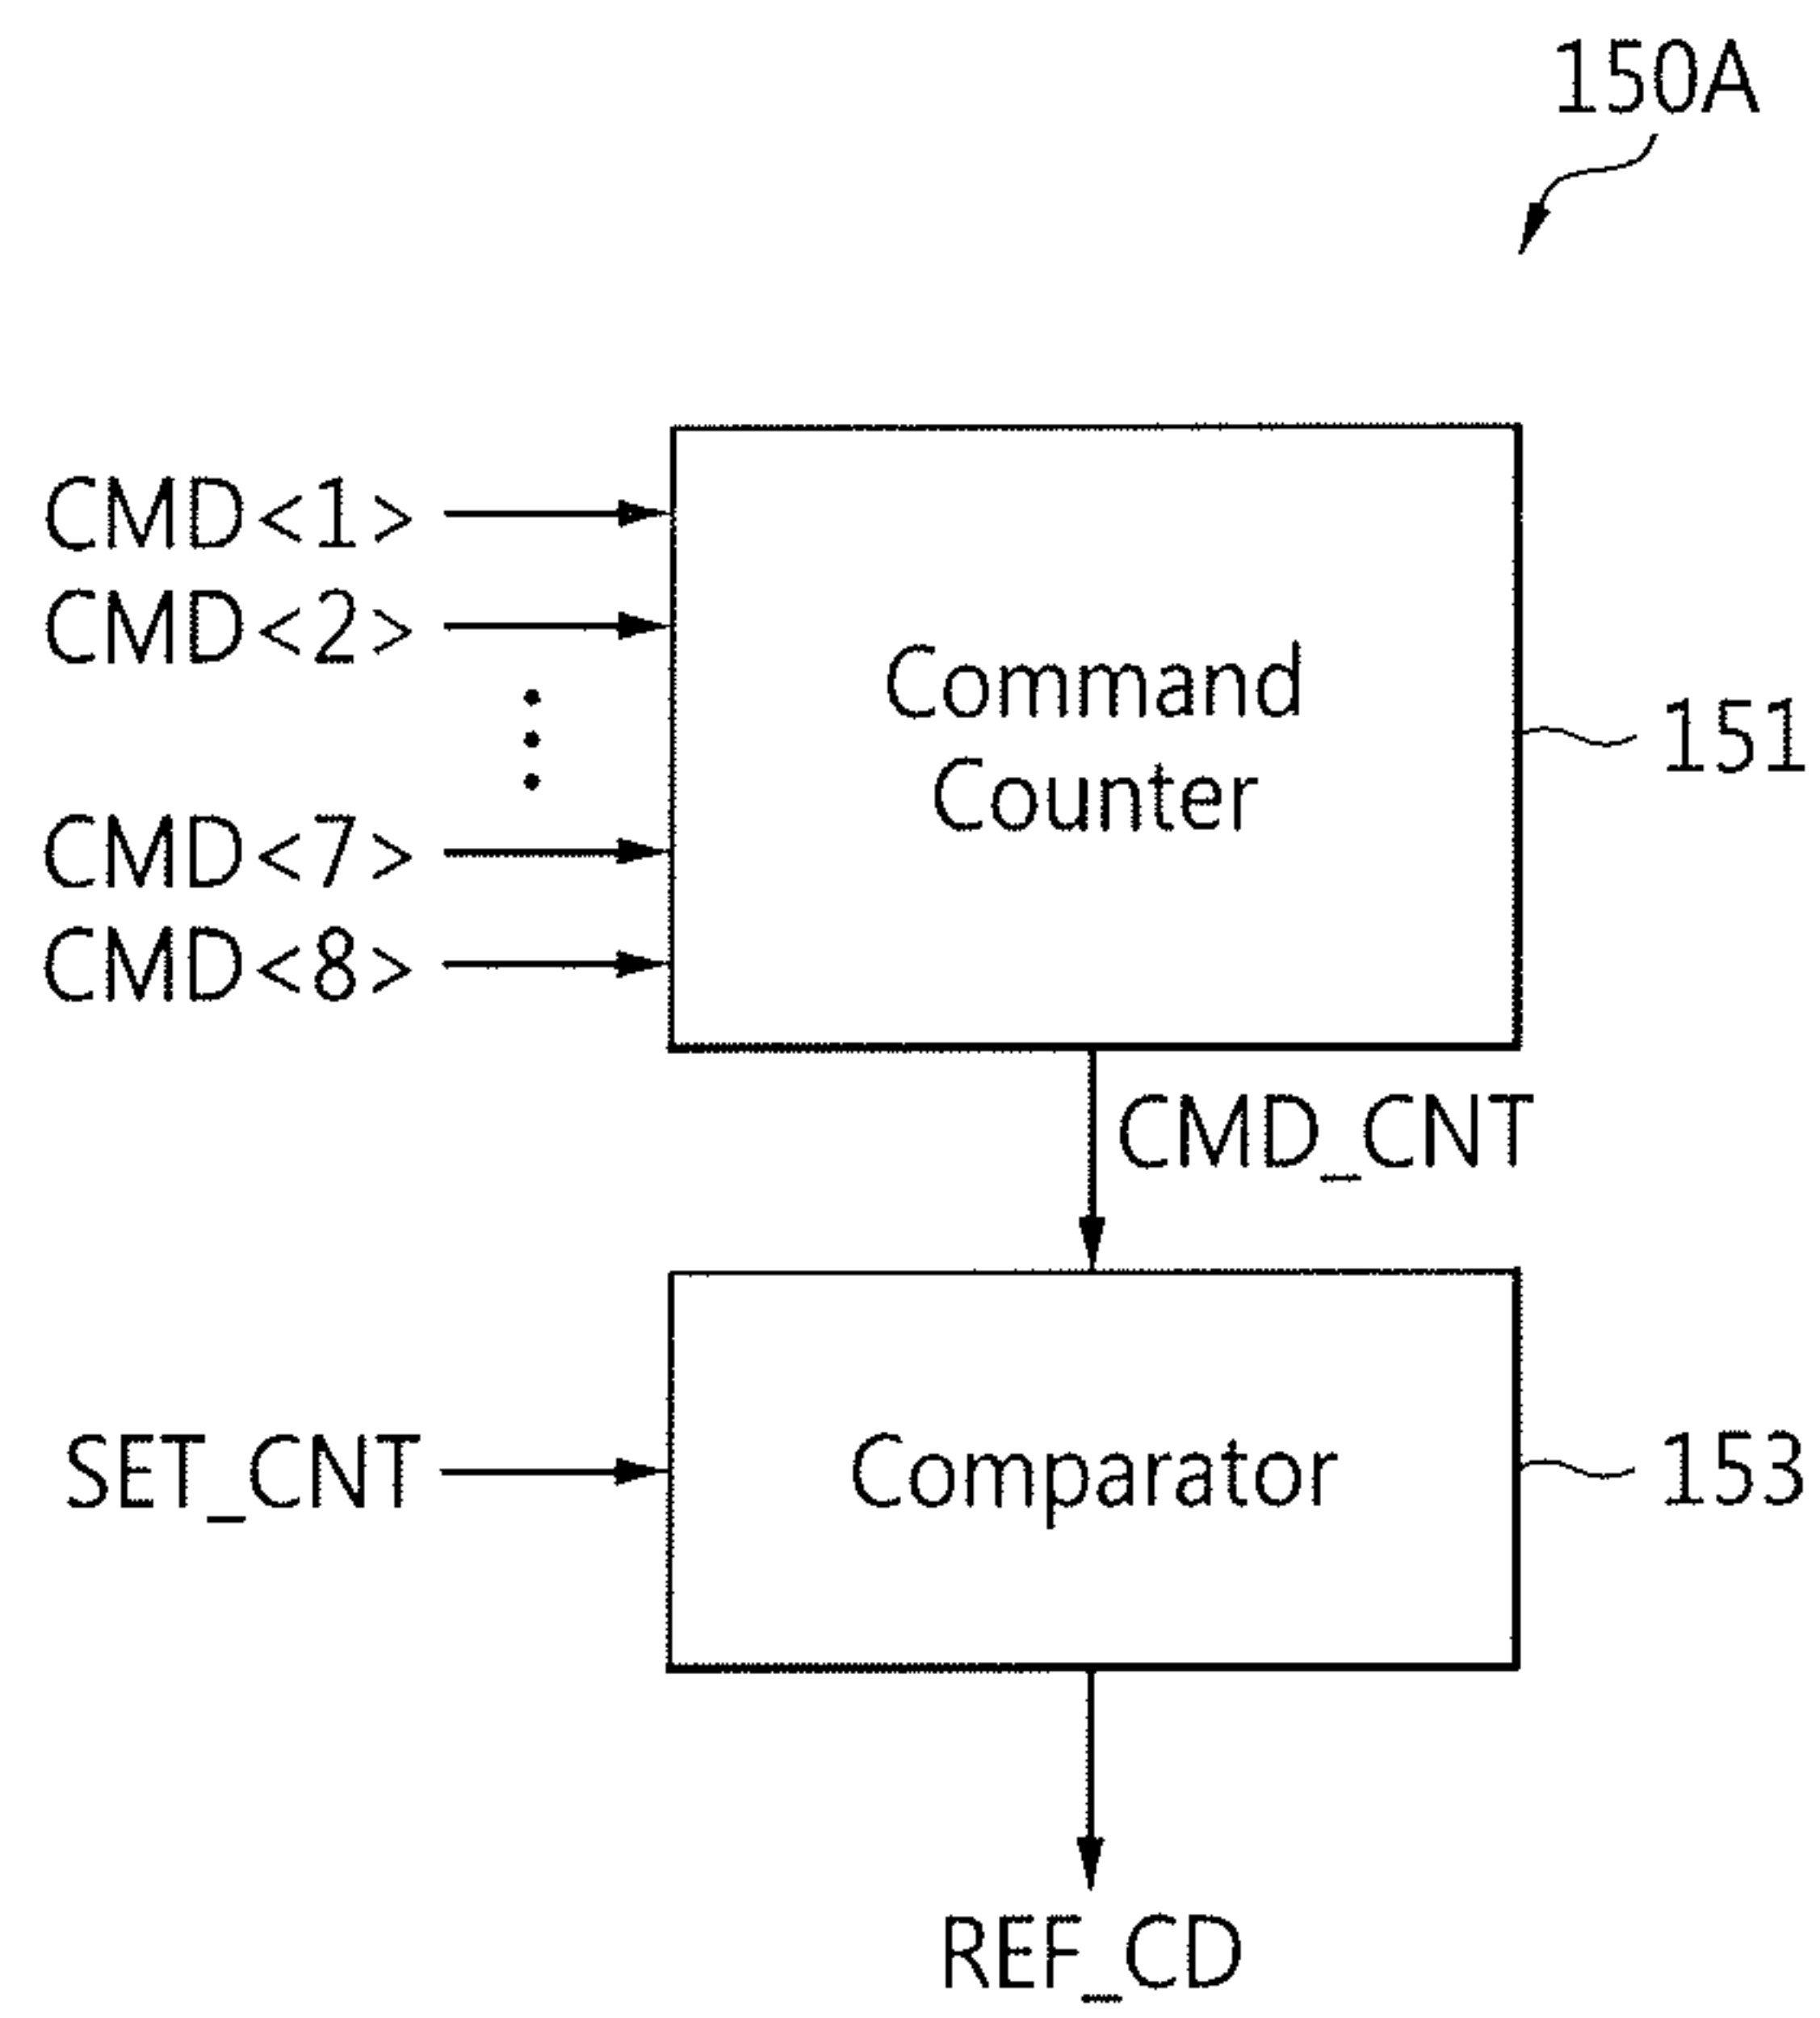 150A
CMD<1>
CMD<2>
Command
Counter
151
CMD<7>
CMD<8>
CMD_CNT
SET_CNT
Comparator
153
REF_CD